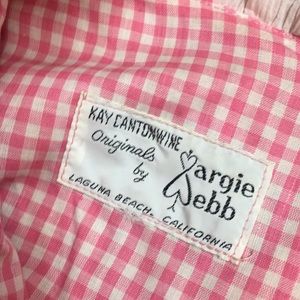 KAY CANTONWINE
Originals
by
Margie
Webb
LAGUNA BEACH, CALIFORNIA